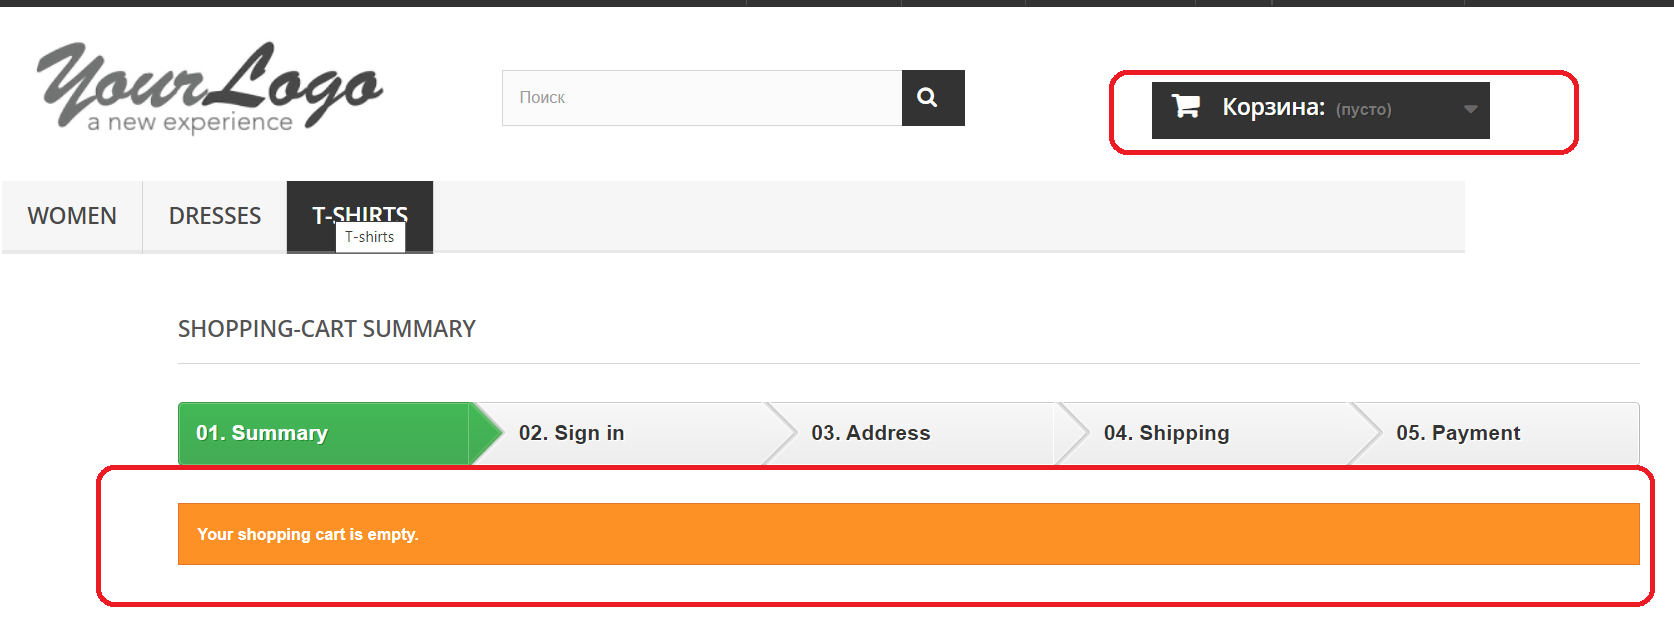 YourLogo
a new experience
Поиск
Корзина: (пусто)
WOMEN DRESSES T-SHIRTS
T-shirts
SHOPPING-CART SUMMARY
01. Summary 02. Sign in 03. Address 04. Shipping 05. Payment
Your shopping cart is empty.